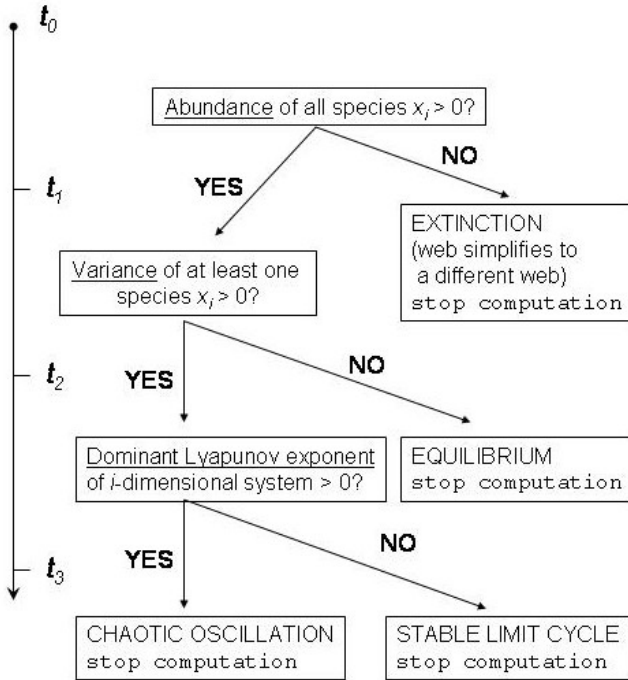 t0
Abundance of all species xi > 0?
YES
NO
t1
EXTINCTION
(web simplifies to
a different web)
stop computation
Variance of at least one
species xi > 0?
YES
NO
t2
Dominant Lyapunov exponent
of i-dimensional system > 0?
EQUILIBRIUM
stop computation
YES
NO
t3
CHAOTIC OSCILLATION
stop computation
STABLE LIMIT CYCLE
stop computation